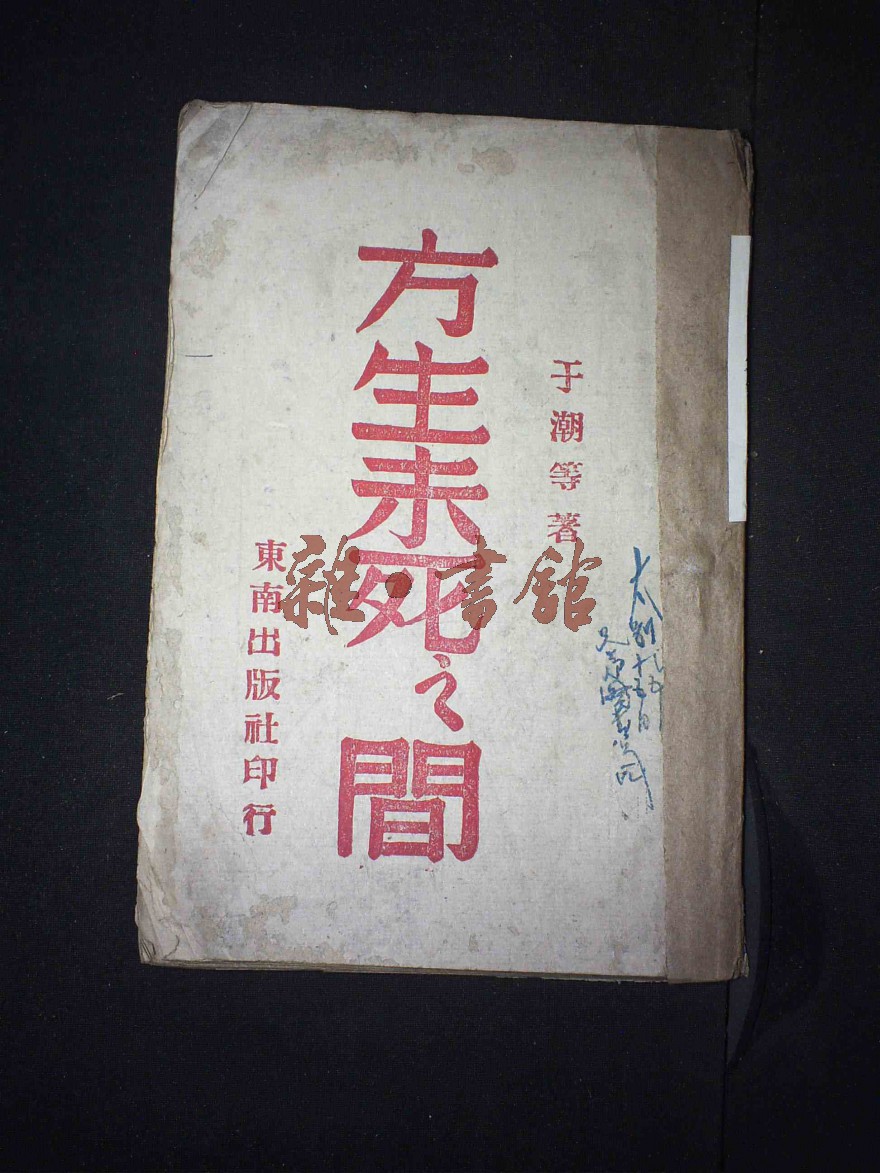 于潮等著
方生未死之間
東南出版社印行
雜·書館